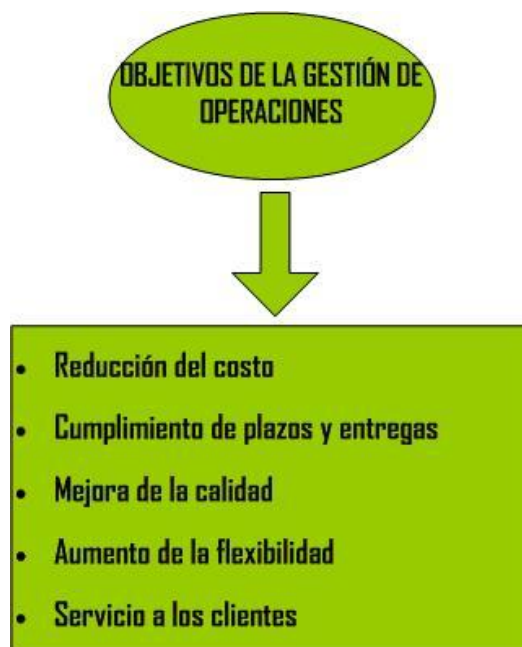 OBJETIVOS DE LA GESTIÓN DE
OPERACIONES
• Reducción del costo
• Cumplimiento de plazos y entregas
• Mejora de la calidad
• Aumento de la flexibilidad
• Servicio a los clientes